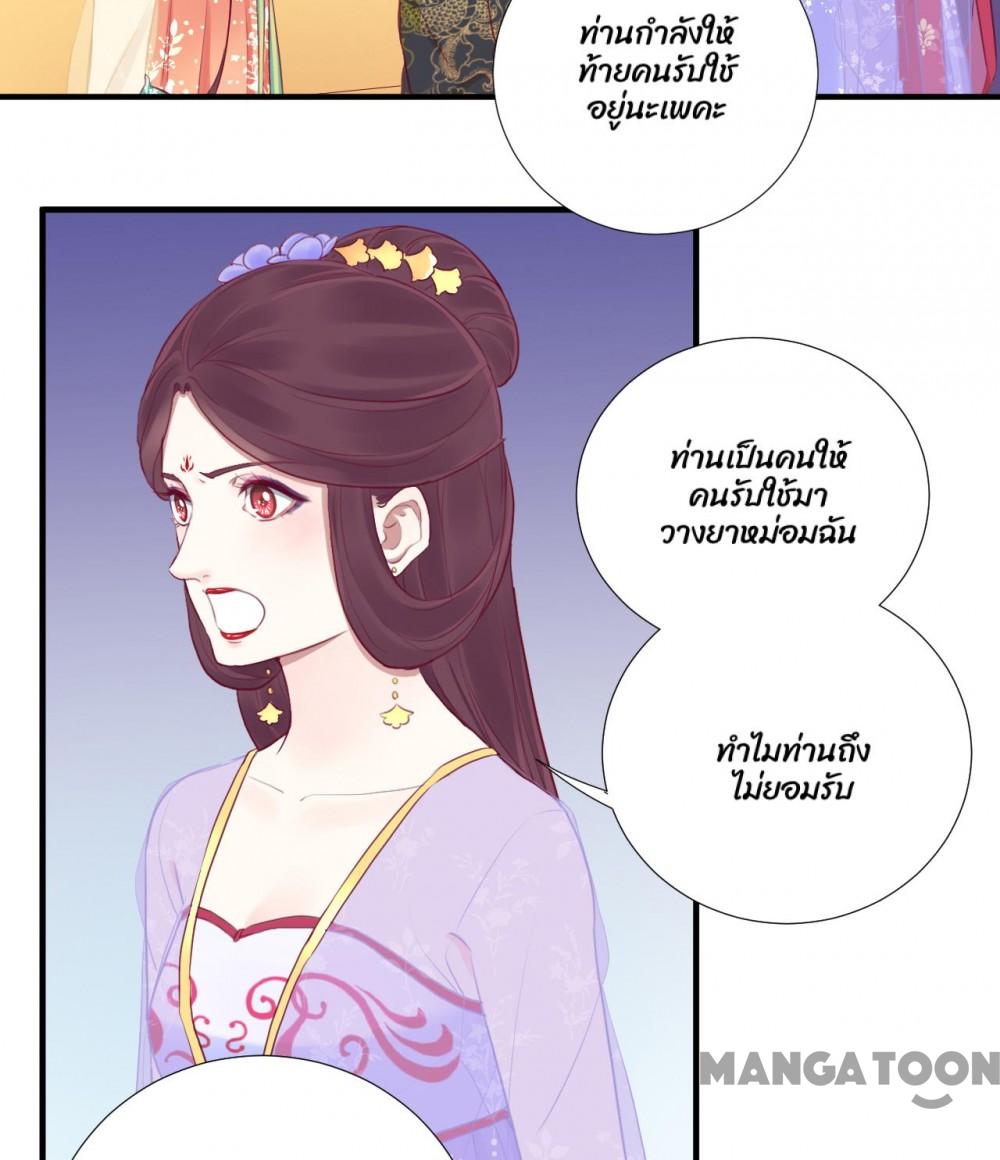 ท่านกำลังให้
ท้ายคนรับใช้
อยู่นะเพคะ
ท่านเป็นคนให้
คนรับใช้มา
วางยาหม่อมฉัน
ทำไมท่านถึง
ไม่ยอมรับ
MANGATOON